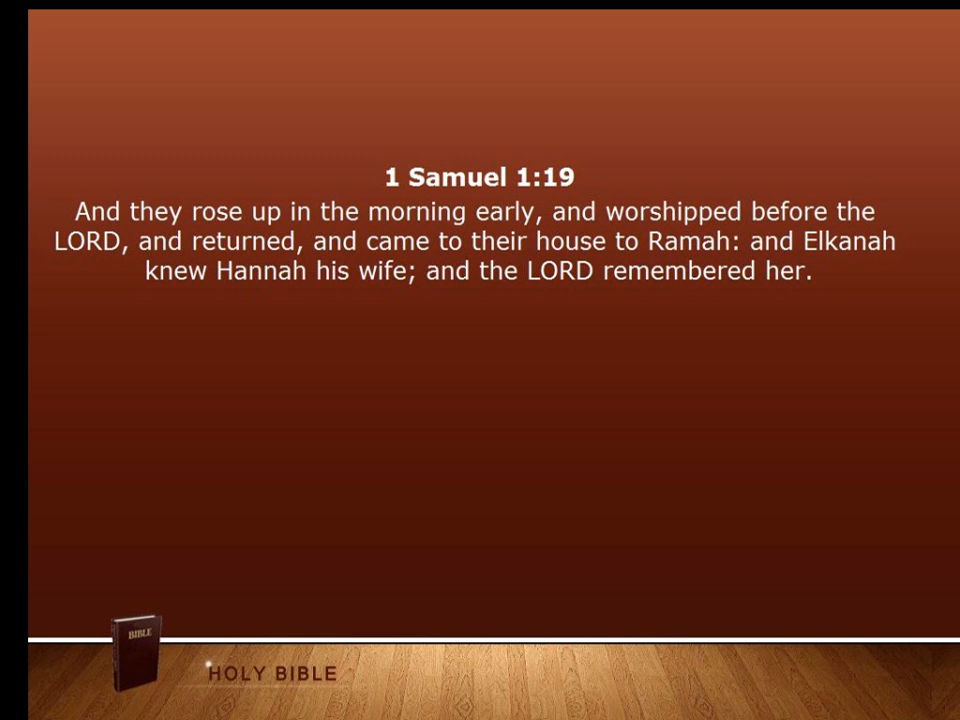 1 Samuel 1:19
And they rose up in the morning early, and worshipped before the
LORD, and returned, and came to their house to Ramah: and Elkanah
knew Hannah his wife; and the LORD remembered her.
BIBLE
HOLY BIBLE